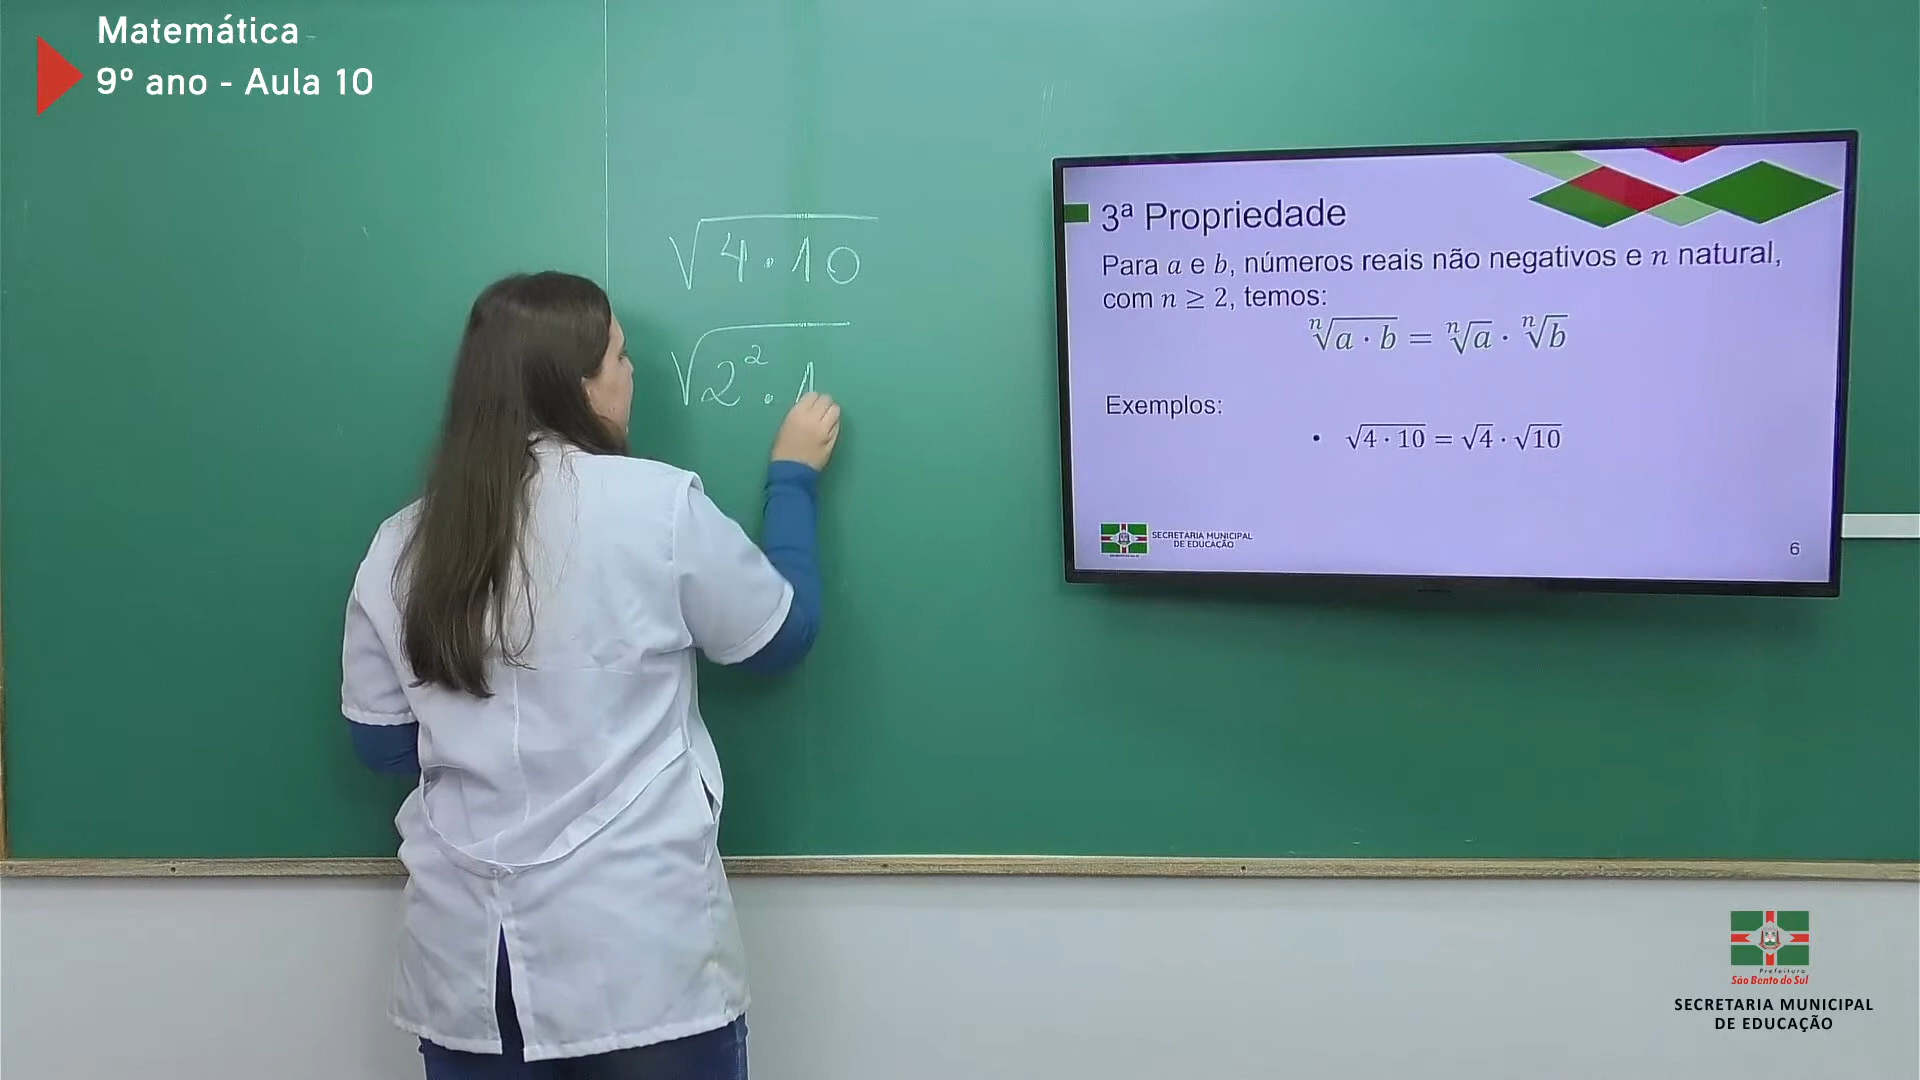 Matemática
9º ano - Aula 10
√4 . 10
√2² . 1
3ª Propriedade
Para a e b, números reais não negativos e n natural,
com n ≥ 2, temos:
ⁿ√a · b = ⁿ√a · ⁿ√b
Exemplos:
• √4 · 10 = √4 · √10
SECRETARIA MUNICIPAL
DE EDUCAÇÃO
6
Prefeitura
São Bento do Sul
SECRETARIA MUNICIPAL
DE EDUCAÇÃO